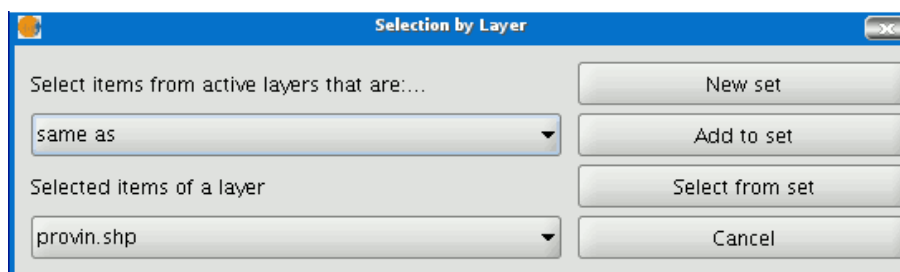 Selection by Layer
Select items from active layers that are:...
New set
same as
Add to set
Selected items of a layer
Select from set
provin.shp
Cancel